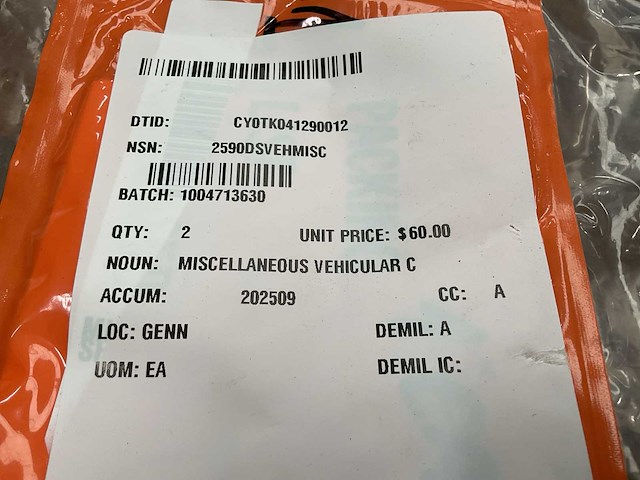 DTID: CY0TK041290012
NSN: 2590DSVEHMISC
BATCH: 1004713630
QTY: 2 UNIT PRICE: $60.00
NOUN: MISCELLANEOUS VEHICULAR C
ACCUM: 202509 CC: A
LOC: GENN DEMIL: A
UOM: EA DEMIL IC: